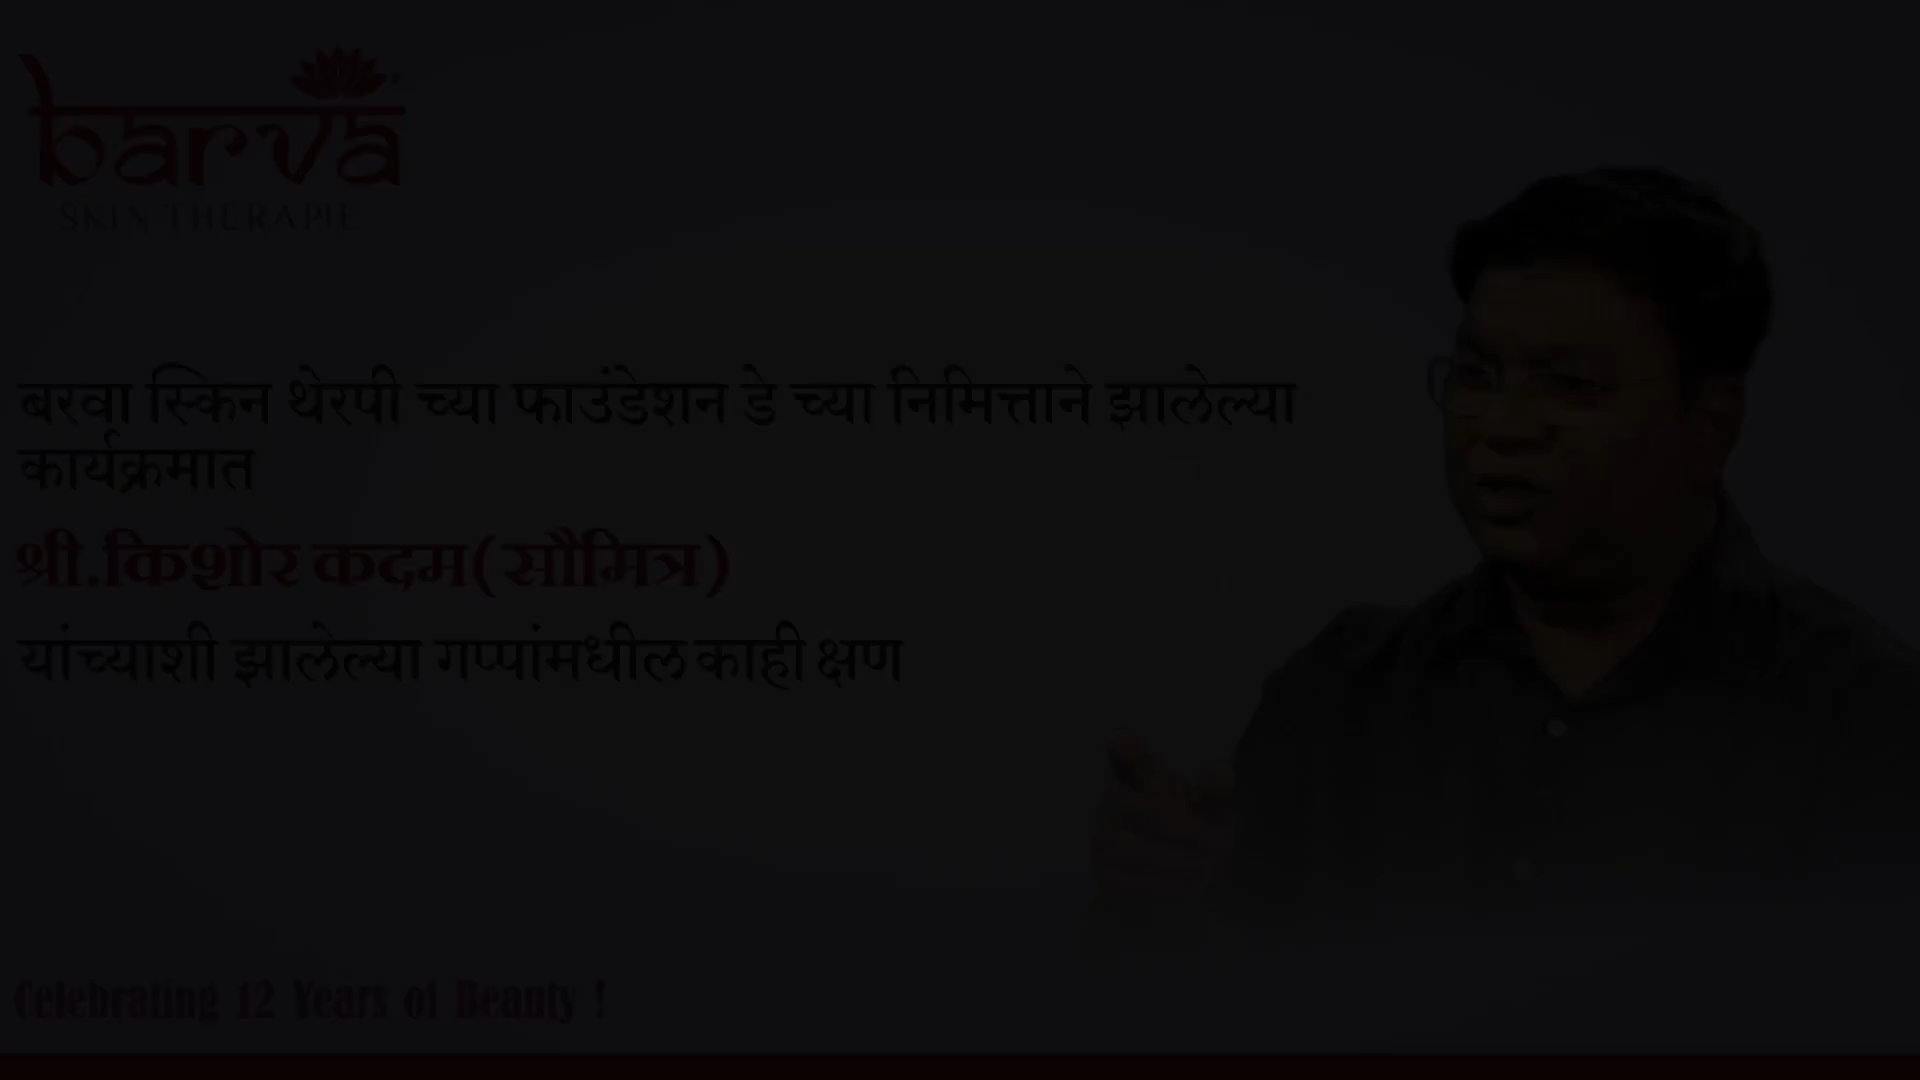 barva
SKIN THERAPIE
बरवा स्किन थेरपी च्या फाउंडेशन डे च्या निमित्ताने झालेल्या
कार्यक्रमात
श्री.किशोर कदम(सौमित्र)
यांच्याशी झालेल्या गप्पांमधील काही क्षण
Celebrating 12 Years of Beauty !